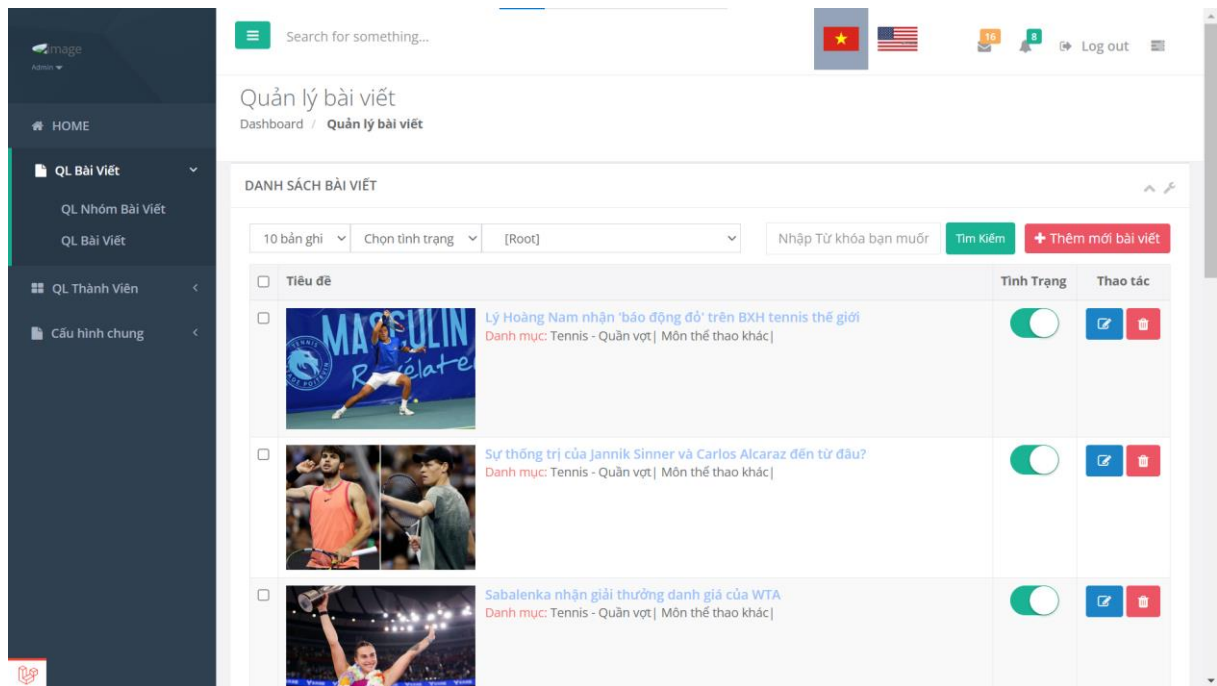 image
Admin
HOME
QL Bài Viết
QL Nhóm Bài Viết
QL Bài Viết
QL Thành Viên
Cấu hình chung
Search for something...
16
8
Log out
Quản lý bài viết
Dashboard / Quản lý bài viết
DANH SÁCH BÀI VIẾT
10 bản ghi Chọn tình trạng [Root] Nhập Từ khóa bạn muốn Tìm Kiếm + Thêm mới bài viết
Tiêu đề Tình Trạng Thao tác
MASCULIN
Révélate
Lý Hoàng Nam nhận ‘báo động đỏ’ trên BXH tennis thế giới
Danh mục: Tennis - Quần vợt| Môn thể thao khác|
Sự thống trị của Jannik Sinner và Carlos Alcaraz đến từ đâu?
Danh mục: Tennis - Quần vợt| Môn thể thao khác|
Sabalenka nhận giải thưởng danh giá của WTA
Danh mục: Tennis - Quần vợt| Môn thể thao khác|